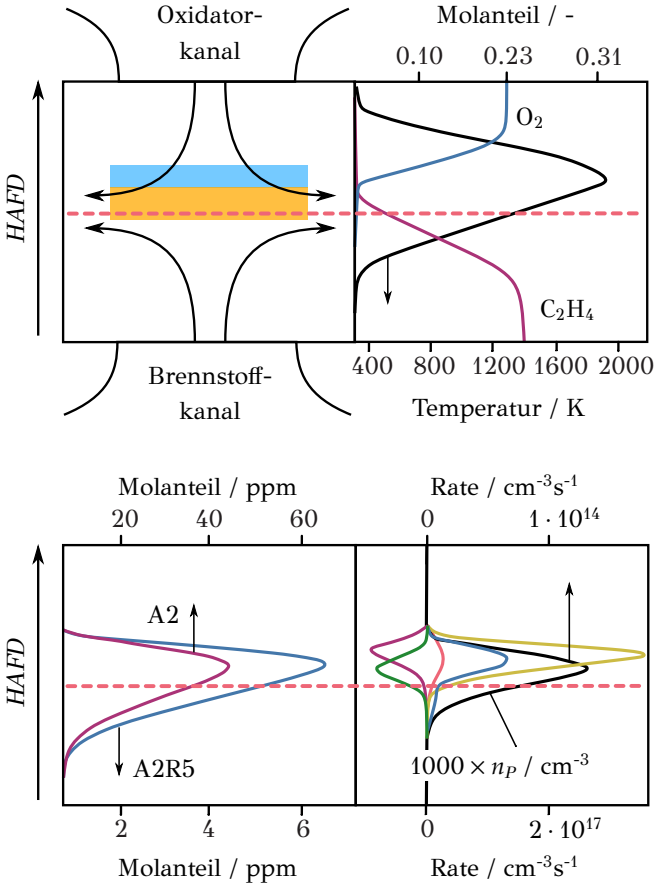 Oxidator-
kanal
Molanteil / -
0.10 0.23 0.31
HAFD
O2
C2H4
Brennstoff-
kanal
400 800 1200 1600 2000
Temperatur / K
Molanteil / ppm
20 40 65
Rate / cm-3s-1
0 1 · 10^14
HAFD
A2
A2R5
1000 × nP / cm-3
2 4 6
Molanteil / ppm
0 2 · 10^17
Rate / cm-3s-1